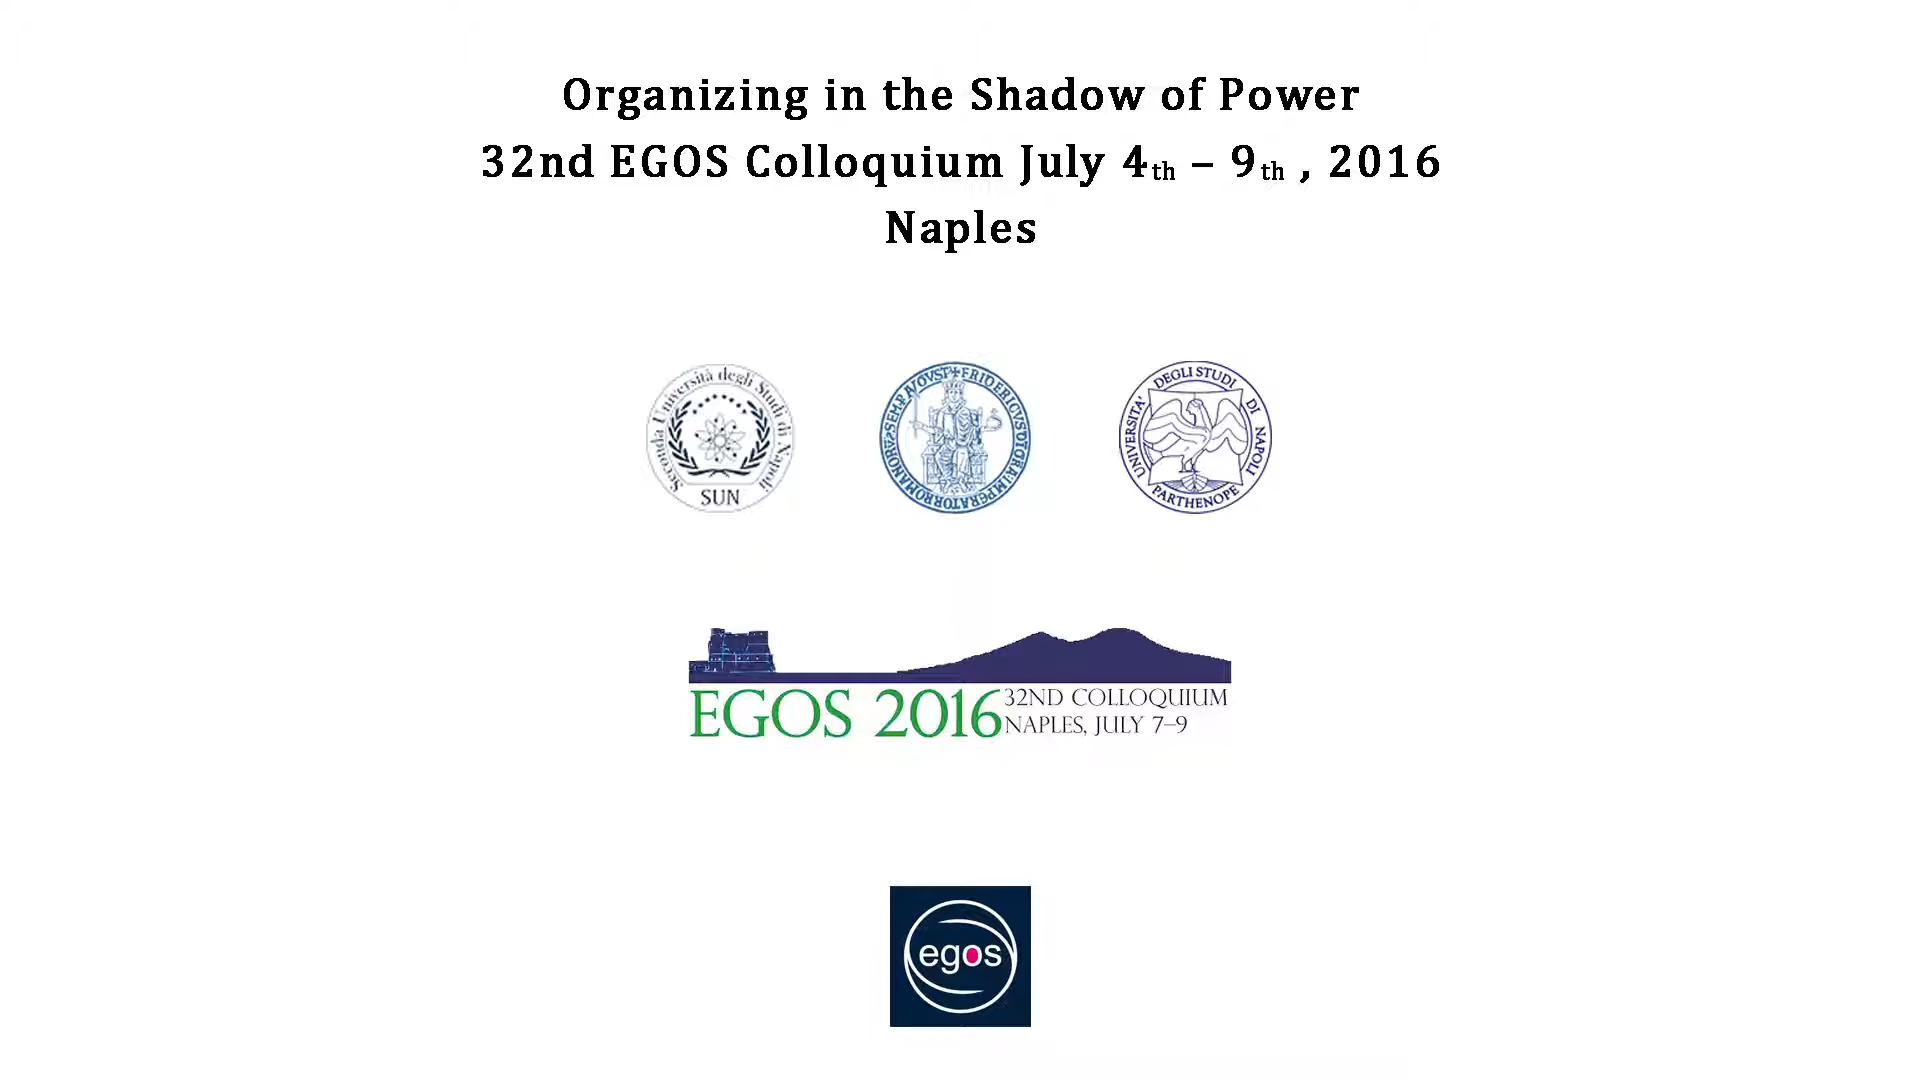 Organizing in the Shadow of Power
32nd EGOS Colloquium July 4th – 9th , 2016
Naples
Seconda Università degli Studi di Napoli
SUN
UNIVERSITA' DEGLI STUDI DI NAPOLI
PARTHENOPE
EGOS 2016
32ND COLLOQUIUM
NAPLES, JULY 7–9
egos